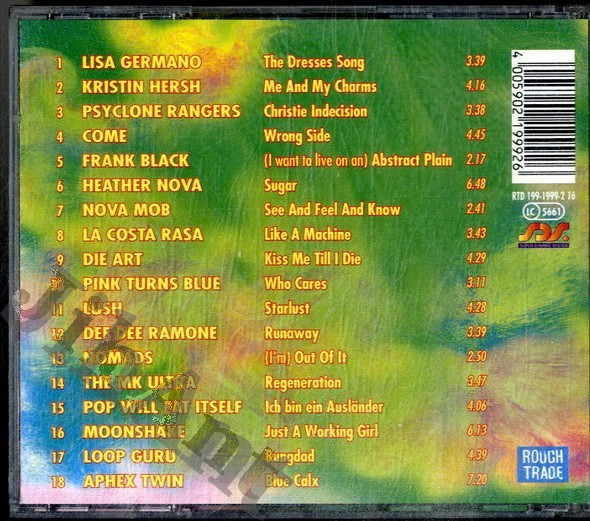 1 LISA GERMANO The Dresses Song 3.39
2 KRISTIN HERSH Me And My Charms 4.16
3 PSYCLONE RANGERS Christie Indecision 3.38
4 COME Wrong Side 4.45
5 FRANK BLACK (I want to live on an) Abstract Plain 2.17
6 HEATHER NOVA Sugar 6.48
7 NOVA MOB See And Feel And Know 2.41
8 LA COSTA RASA Like A Machine 3.43
9 DIE ART Kiss Me Till I Die 4.29
10 PINK TURNS BLUE Who Cares 3.11
11 LUSH Starlust 4.28
12 DEE DEE RAMONE Runaway 3.39
13 NOMADS (I'm) Out Of It 2.50
14 THE MK ULTRA Regeneration 3.47
15 POP WILL EAT ITSELF Ich bin ein Ausländer 4.06
16 MOONSHAKE Just A Working Girl 6.13
17 LOOP GURU Bungdad 4.39
18 APHEX TWIN Blue Calx 7.20
4 005902 199926
RTD 199-1999-2 16
LC 5661
SDS
ROUGH
TRADE